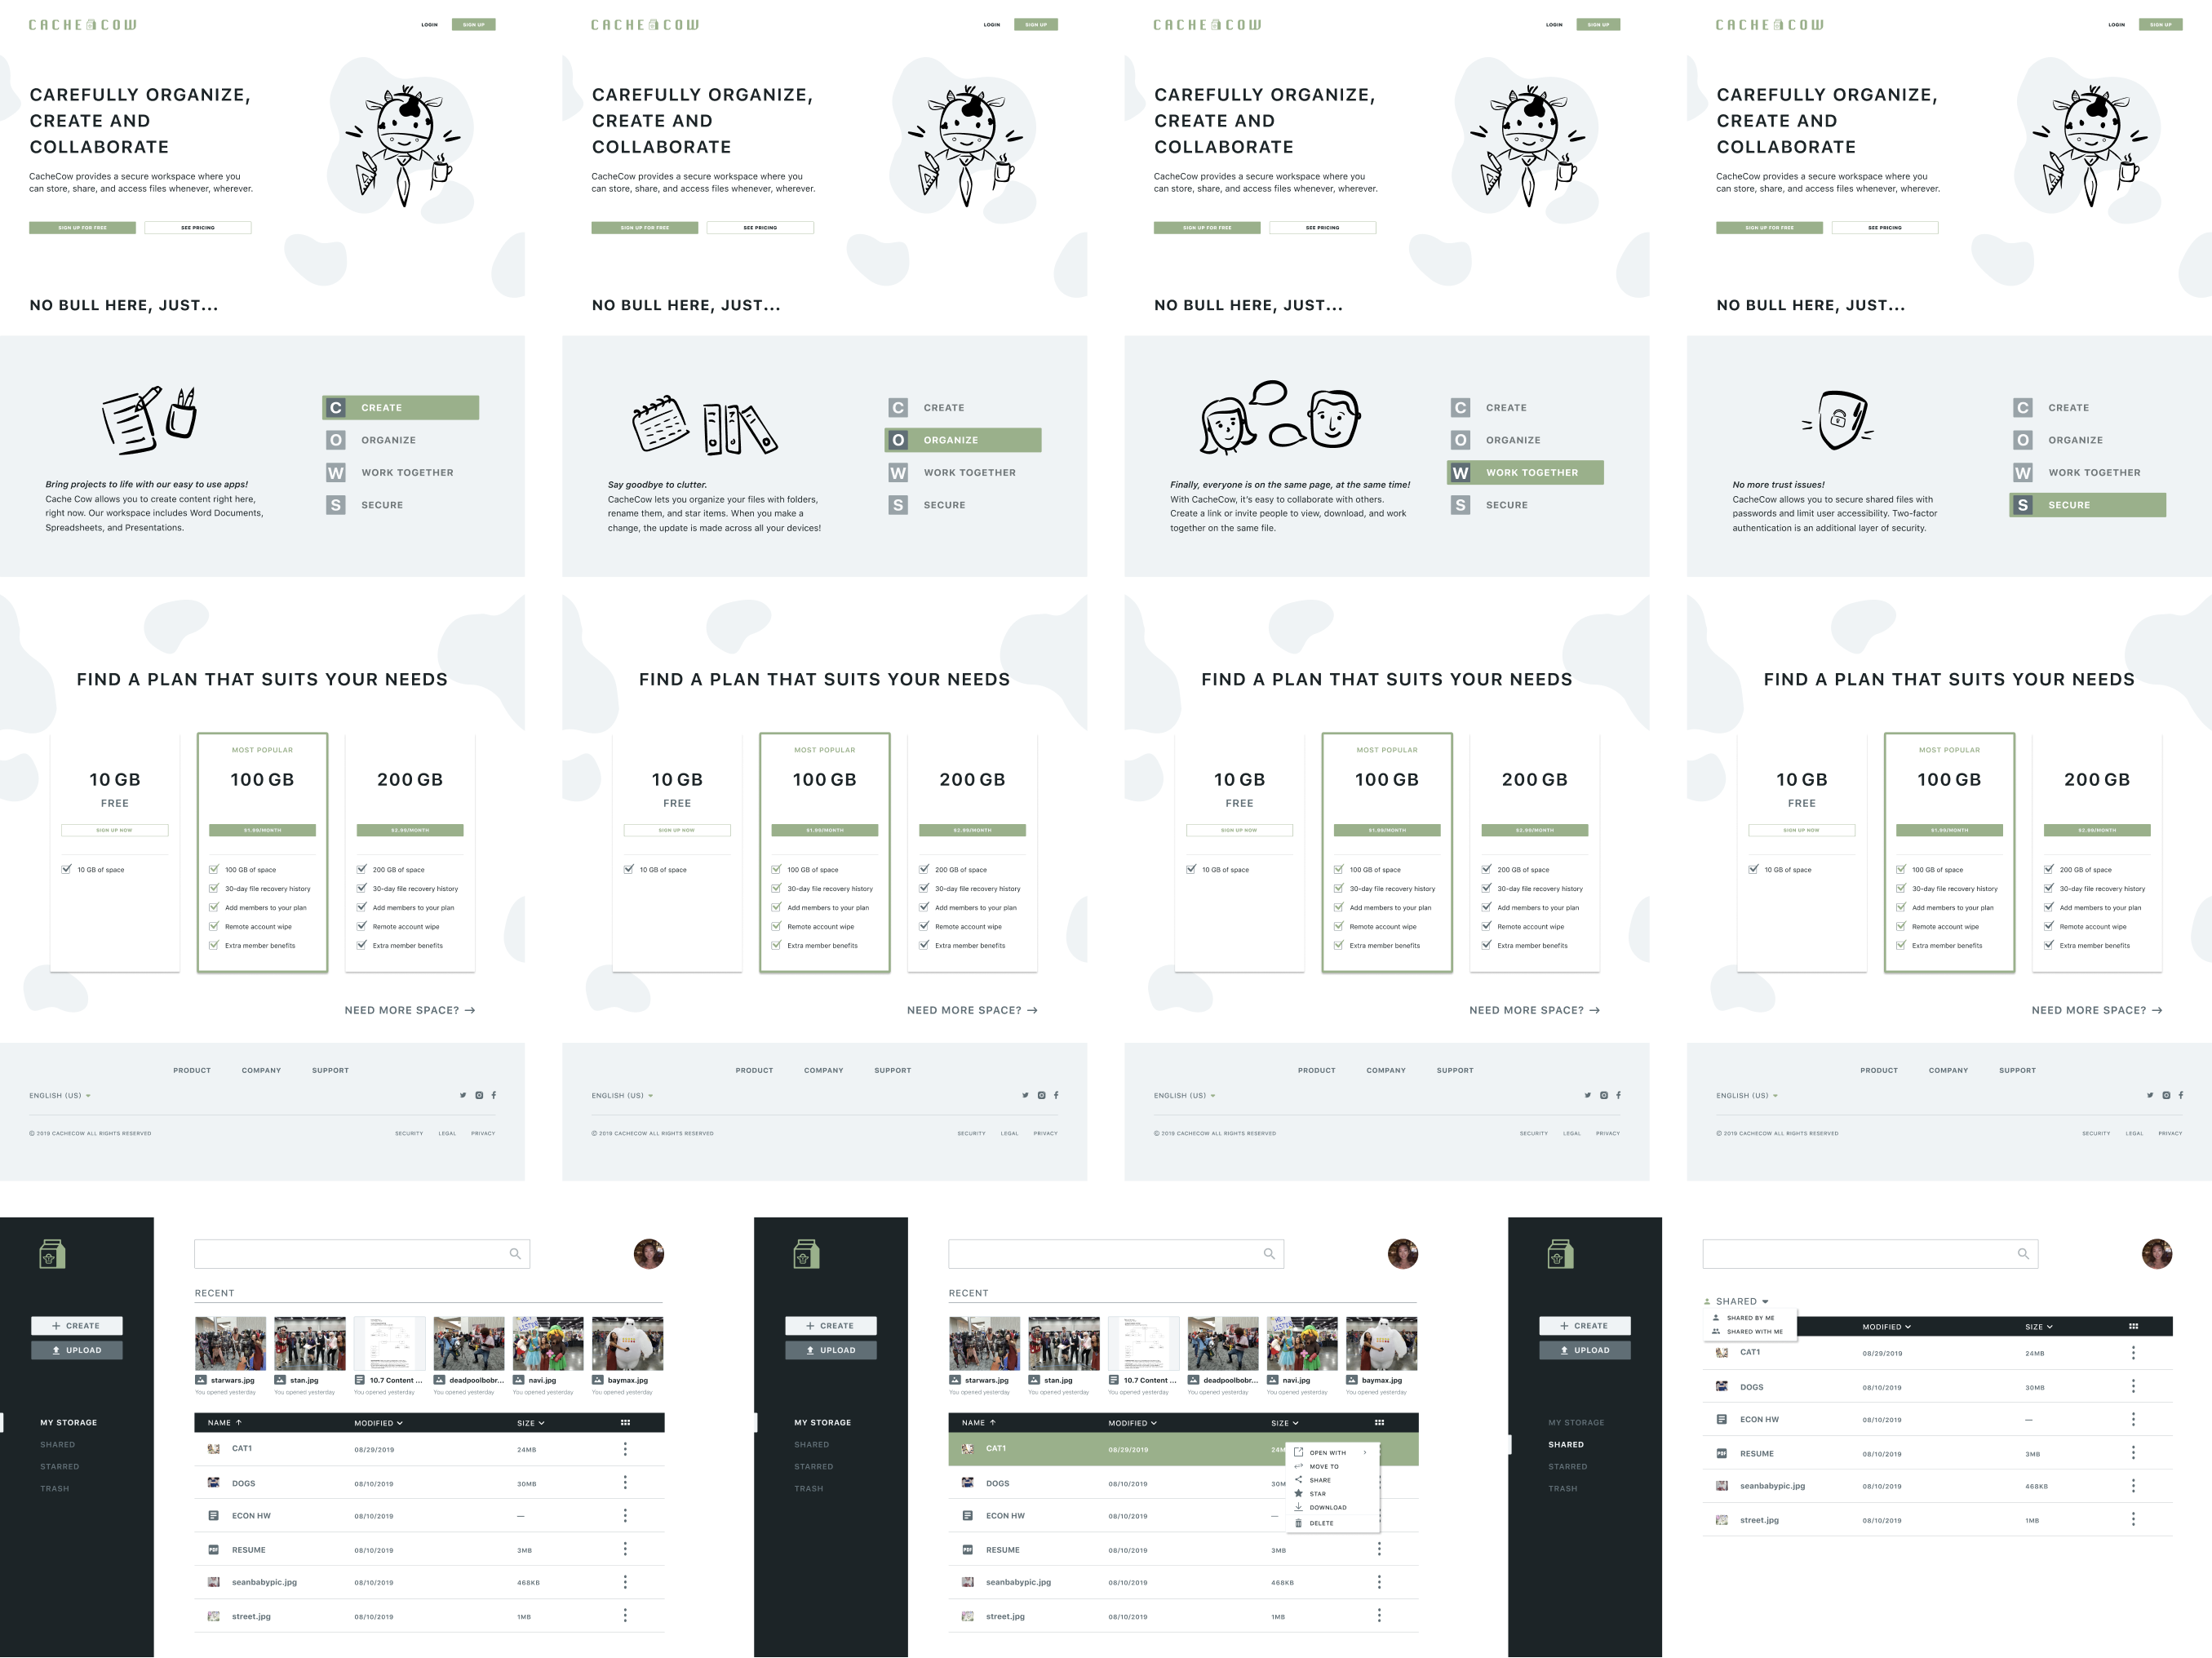 CACHE COW
LOGIN
SIGN UP
CAREFULLY ORGANIZE,
CREATE AND
COLLABORATE
CacheCow provides a secure workspace where you
can store, share, and access files whenever, wherever.
SIGN UP FOR FREE
SEE PRICING
NO BULL HERE, JUST...
Bring projects to life with our easy to use apps!
Cache Cow allows you to create content right here,
right now. Our workspace includes Word Documents,
Spreadsheets, and Presentations.
C CREATE
O ORGANIZE
W WORK TOGETHER
S SECURE
FIND A PLAN THAT SUITS YOUR NEEDS
10 GB
FREE
SIGN UP NOW
10 GB of space
MOST POPULAR
100 GB
$1.99/MONTH
100 GB of space
30-day file recovery history
Add members to your plan
Remote account wipe
Extra member benefits
200 GB
$2.99/MONTH
200 GB of space
30-day file recovery history
Add members to your plan
Remote account wipe
Extra member benefits
NEED MORE SPACE? →
PRODUCT COMPANY SUPPORT
ENGLISH (US)
© 2019 CACHECOW ALL RIGHTS RESERVED
SECURITY LEGAL PRIVACY
CACHE COW
LOGIN
SIGN UP
CAREFULLY ORGANIZE,
CREATE AND
COLLABORATE
CacheCow provides a secure workspace where you
can store, share, and access files whenever, wherever.
SIGN UP FOR FREE
SEE PRICING
NO BULL HERE, JUST...
Say goodbye to clutter.
CacheCow lets you organize your files with folders,
rename them, and star items. When you make a
change, the update is made across all your devices!
C CREATE
O ORGANIZE
W WORK TOGETHER
S SECURE
FIND A PLAN THAT SUITS YOUR NEEDS
10 GB
FREE
SIGN UP NOW
10 GB of space
MOST POPULAR
100 GB
$1.99/MONTH
100 GB of space
30-day file recovery history
Add members to your plan
Remote account wipe
Extra member benefits
200 GB
$2.99/MONTH
200 GB of space
30-day file recovery history
Add members to your plan
Remote account wipe
Extra member benefits
NEED MORE SPACE? →
PRODUCT COMPANY SUPPORT
ENGLISH (US)
© 2019 CACHECOW ALL RIGHTS RESERVED
SECURITY LEGAL PRIVACY
CACHE COW
LOGIN
SIGN UP
CAREFULLY ORGANIZE,
CREATE AND
COLLABORATE
CacheCow provides a secure workspace where you
can store, share, and access files whenever, wherever.
SIGN UP FOR FREE
SEE PRICING
NO BULL HERE, JUST...
Finally, everyone is on the same page, at the same time!
With CacheCow, it's easy to collaborate with others.
Create a link or invite people to view, download, and work
together on the same file.
C CREATE
O ORGANIZE
W WORK TOGETHER
S SECURE
FIND A PLAN THAT SUITS YOUR NEEDS
10 GB
FREE
SIGN UP NOW
10 GB of space
MOST POPULAR
100 GB
$1.99/MONTH
100 GB of space
30-day file recovery history
Add members to your plan
Remote account wipe
Extra member benefits
200 GB
$2.99/MONTH
200 GB of space
30-day file recovery history
Add members to your plan
Remote account wipe
Extra member benefits
NEED MORE SPACE? →
PRODUCT COMPANY SUPPORT
ENGLISH (US)
© 2019 CACHECOW ALL RIGHTS RESERVED
SECURITY LEGAL PRIVACY
CACHE COW
LOGIN
SIGN UP
CAREFULLY ORGANIZE,
CREATE AND
COLLABORATE
CacheCow provides a secure workspace where you
can store, share, and access files whenever, wherever.
SIGN UP FOR FREE
SEE PRICING
NO BULL HERE, JUST...
No more trust issues!
CacheCow allows you to secure shared files with
passwords and limit user accessibility. Two-factor
authentication is an additional layer of security.
C CREATE
O ORGANIZE
W WORK TOGETHER
S SECURE
FIND A PLAN THAT SUITS YOUR NEEDS
10 GB
FREE
SIGN UP NOW
10 GB of space
MOST POPULAR
100 GB
$1.99/MONTH
100 GB of space
30-day file recovery history
Add members to your plan
Remote account wipe
Extra member benefits
200 GB
$2.99/MONTH
200 GB of space
30-day file recovery history
Add members to your plan
Remote account wipe
Extra member benefits
NEED MORE SPACE? →
PRODUCT COMPANY SUPPORT
ENGLISH (US)
© 2019 CACHECOW ALL RIGHTS RESERVED
SECURITY LEGAL PRIVACY
+ CREATE
UPLOAD
MY STORAGE
SHARED
STARRED
TRASH
RECENT
starwars.jpg
You opened yesterday
stan.jpg
You opened yesterday
10.7 Content ...
You opened yesterday
deadpoolbobr...
You opened yesterday
navi.jpg
You opened yesterday
baymax.jpg
You opened yesterday
NAME MODIFIED SIZE
CAT1 08/29/2019 24MB
DOGS 08/10/2019 30MB
ECON HW 08/10/2019 —
PDF RESUME 08/10/2019 3MB
seanbabypic.jpg 08/10/2019 468KB
street.jpg 08/10/2019 1MB
+ CREATE
UPLOAD
MY STORAGE
SHARED
STARRED
TRASH
RECENT
starwars.jpg
You opened yesterday
stan.jpg
You opened yesterday
10.7 Content ...
You opened yesterday
deadpoolbobr...
You opened yesterday
navi.jpg
You opened yesterday
baymax.jpg
You opened yesterday
NAME MODIFIED SIZE
CAT1 08/29/2019 24M
DOGS 08/10/2019 30M
ECON HW 08/10/2019 —
PDF RESUME 08/10/2019 3MB
seanbabypic.jpg 08/10/2019 468KB
street.jpg 08/10/2019 1MB
OPEN WITH
MOVE TO
SHARE
STAR
DOWNLOAD
DELETE
+ CREATE
UPLOAD
MY STORAGE
SHARED
STARRED
TRASH
SHARED
SHARED BY ME
SHARED WITH ME
MODIFIED SIZE
CAT1 08/29/2019 24MB
DOGS 08/10/2019 30MB
ECON HW 08/10/2019 —
PDF RESUME 08/10/2019 3MB
seanbabypic.jpg 08/10/2019 468KB
street.jpg 08/10/2019 1MB